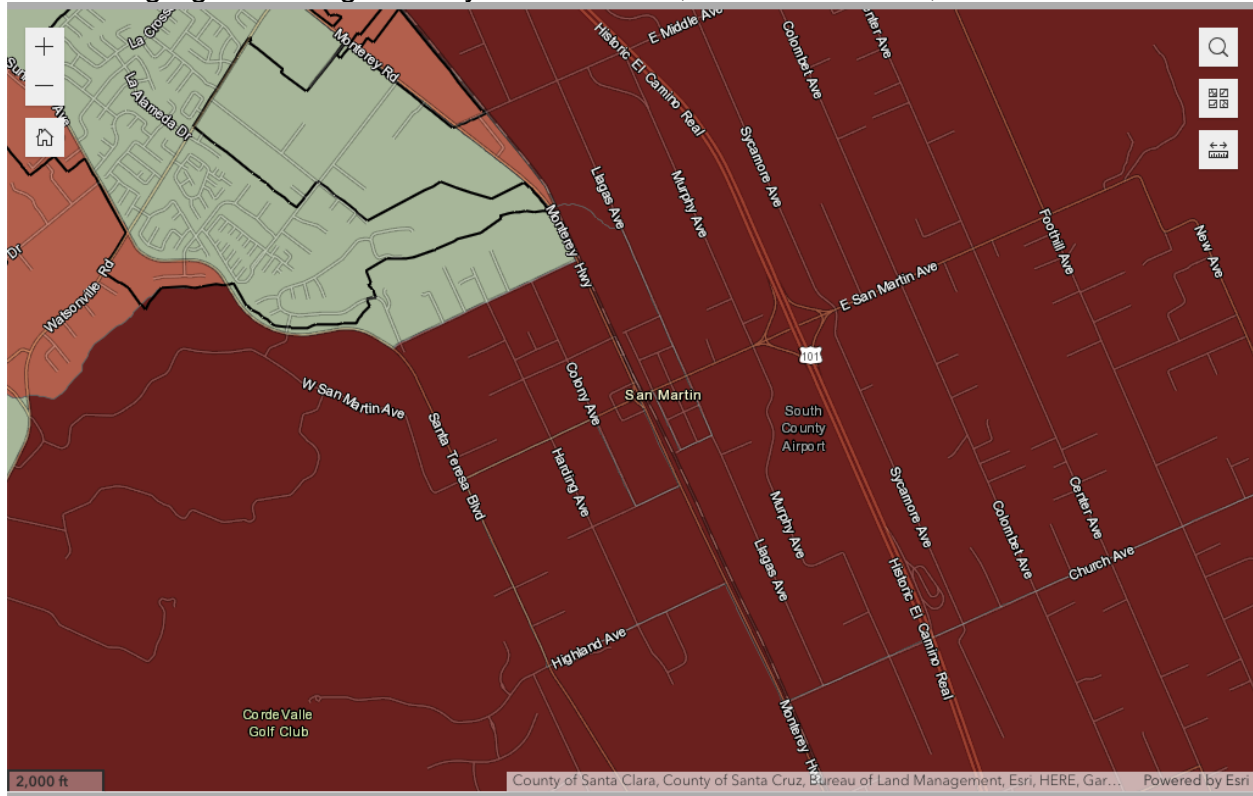 La Crosse
Monterey Rd
La Alameda Dr
Ave
Dr
Watsonville Rd
W San Martin Ave
Santa Teresa Blvd
Monterey Hwy
Llagas Ave
Murphy Ave
Historic El Camino Real
E Middle Ave
Colombet Ave
Sycamore Ave
E San Martin Ave
Foothill Ave
New Ave
101
San Martin
South
County
Airport
Colony Ave
Harding Ave
Murphy Ave
Llagas Ave
Sycamore Ave
Colombet Ave
Center Ave
Church Ave
Historic El Camino Real
Highland Ave
CordeValle
Golf Club
Monterey Hw
2,000 ft
County of Santa Clara, County of Santa Cruz, Bureau of Land Management, Esri, HERE, Gar...
Powered by Esri